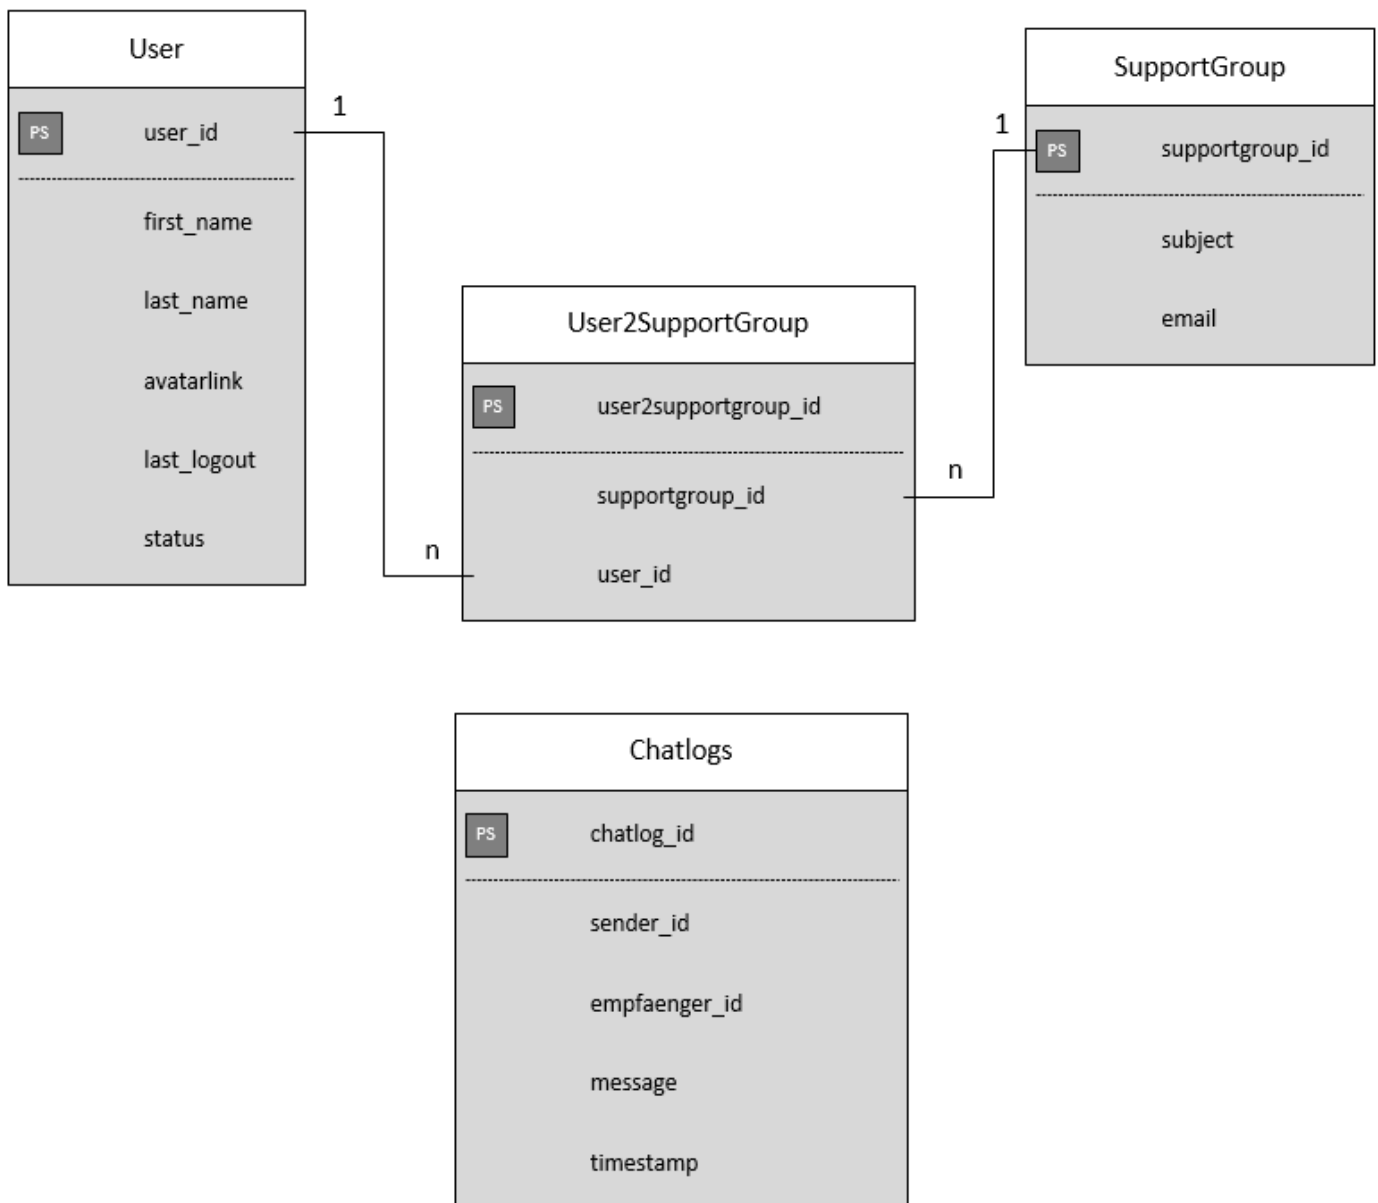 User
PS user_id
first_name
last_name
avatarlink
last_logout
status
1
n
User2SupportGroup
PS user2supportgroup_id
supportgroup_id
user_id
n
1
SupportGroup
PS supportgroup_id
subject
email
Chatlogs
PS chatlog_id
sender_id
empfaenger_id
message
timestamp